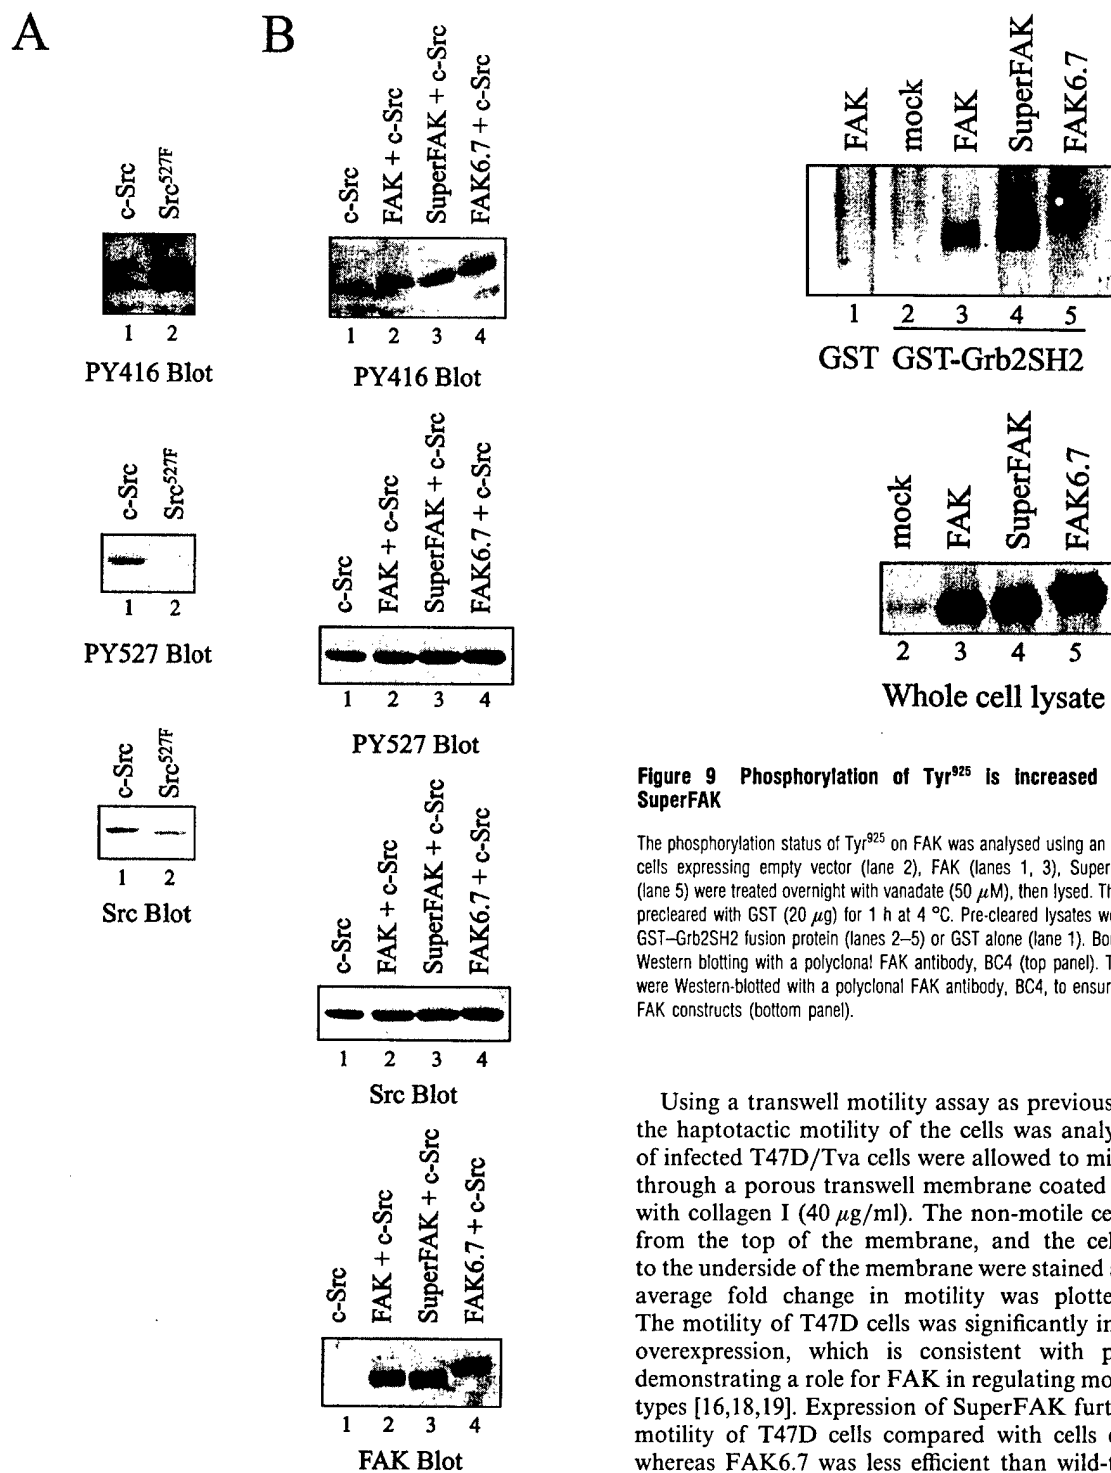 A
c-Src
Src527F
1 2
PY416 Blot
c-Src
Src527F
1 2
PY527 Blot
c-Src
Src527F
1 2
Src Blot
B
c-Src
FAK + c-Src
SuperFAK + c-Src
FAK6.7 + c-Src
1 2 3 4
PY416 Blot
c-Src
FAK + c-Src
SuperFAK + c-Src
FAK6.7 + c-Src
1 2 3 4
PY527 Blot
c-Src
FAK + c-Src
SuperFAK + c-Src
FAK6.7 + c-Src
1 2 3 4
Src Blot
c-Src
FAK + c-Src
SuperFAK + c-Src
FAK6.7 + c-Src
1 2 3 4
FAK Blot
FAK
mock
FAK
SuperFAK
FAK6.7
1 2 3 4 5
GST GST-Grb2SH2
mock
FAK
SuperFAK
FAK6.7
2 3 4 5
Whole cell lysate
Figure 9 Phosphorylation of Tyr925 is increased
SuperFAK
The phosphorylation status of Tyr925 on FAK was analysed using an
cells expressing empty vector (lane 2), FAK (lanes 1, 3), Super
(lane 5) were treated overnight with vanadate (50 μM), then lysed. Th
precleared with GST (20 μg) for 1 h at 4 °C. Pre-cleared lysates we
GST–Grb2SH2 fusion protein (lanes 2–5) or GST alone (lane 1). Bo
Western blotting with a polyclonal FAK antibody, BC4 (top panel). T
were Western-blotted with a polyclonal FAK antibody, BC4, to ensur
FAK constructs (bottom panel).
Using a transwell motility assay as previous
the haptotactic motility of the cells was analy
of infected T47D/Tva cells were allowed to mi
through a porous transwell membrane coated
with collagen I (40 μg/ml). The non-motile ce
from the top of the membrane, and the cel
to the underside of the membrane were stained
average fold change in motility was plotte
The motility of T47D cells was significantly in
overexpression, which is consistent with p
demonstrating a role for FAK in regulating mo
types [16,18,19]. Expression of SuperFAK furt
motility of T47D cells compared with cells
whereas FAK6.7 was less efficient than wild-